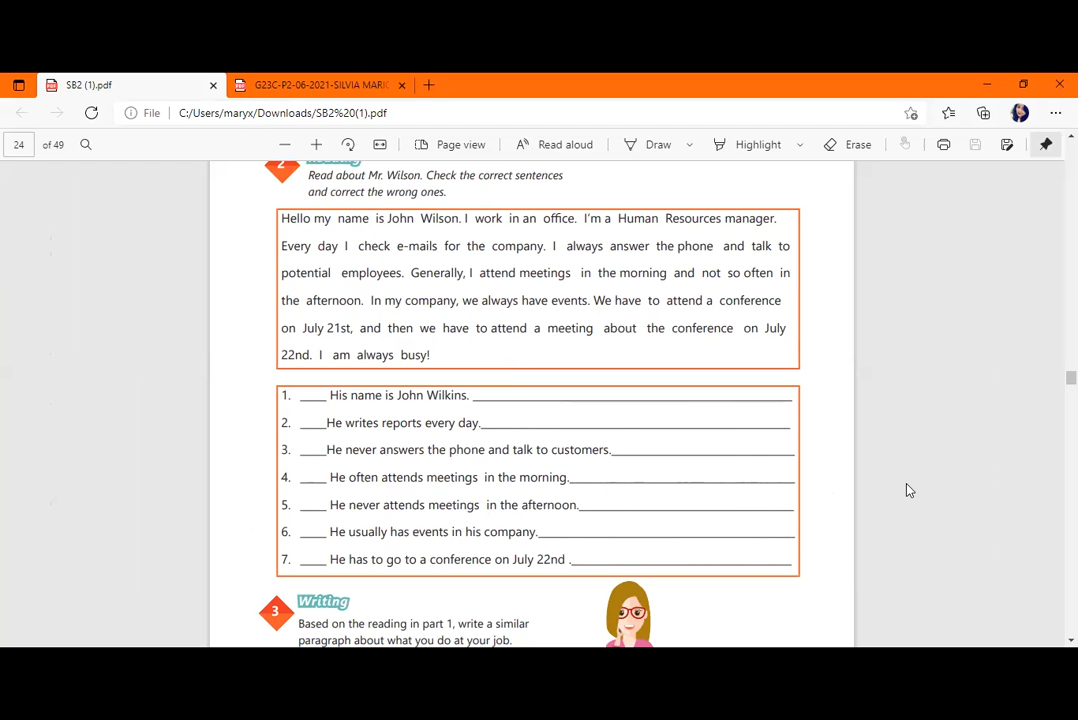 SB2 (1).pdf
G23C-P2-06-2021-SILVIA MARI
File C:/Users/maryx/Downloads/SB2%20(1).pdf
24 of 49 Page view Read aloud Draw Highlight Erase
2 Reading
Read about Mr. Wilson. Check the correct sentences
and correct the wrong ones.
Hello my name is John Wilson. I work in an office. I'm a Human Resources manager.
Every day I check e-mails for the company. I always answer the phone and talk to
potential employees. Generally, I attend meetings in the morning and not so often in
the afternoon. In my company, we always have events. We have to attend a conference
on July 21st, and then we have to attend a meeting about the conference on July
22nd. I am always busy!
1. ____ His name is John Wilkins. ____
2. ____He writes reports every day.____
3. ____He never answers the phone and talk to customers.____
4. ____ He often attends meetings in the morning.____
5. ____ He never attends meetings in the afternoon.____
6. ____ He usually has events in his company.____
7. ____ He has to go to a conference on July 22nd .____
3 Writing
Based on the reading in part 1, write a similar
paragraph about what you do at your job.